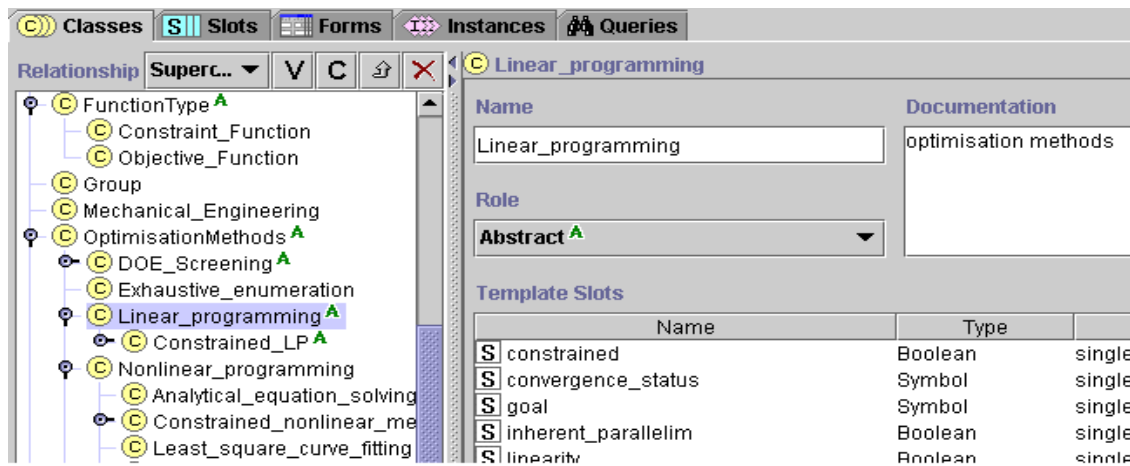 Classes Slots Forms Instances Queries
Relationship Superc... V C
FunctionType A
Constraint_Function
Objective_Function
Group
Mechanical_Engineering
OptimisationMethods A
DOE_Screening A
Exhaustive_enumeration
Linear_programming A
Constrained_LP A
Nonlinear_programming
Analytical_equation_solving
Constrained_nonlinear_me
Least_square_curve_fitting
C Linear_programming
Name
Linear_programming
Documentation
optimisation methods
Role
Abstract A
Template Slots
Name Type
S constrained Boolean single
S convergence_status Symbol single
S goal Symbol single
S inherent_parallelim Boolean single
S linearity Boolean single